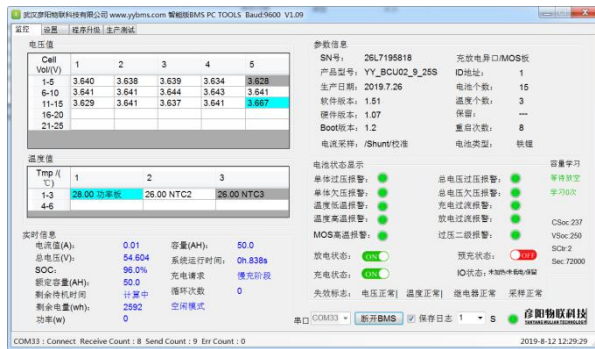 武汉彦阳物联科技有限公司 www.yybms.com 智能版BMS PC TOOLS Baud:9600 V1.09
监控 设置 程序升级 生产测试
电压值
Cell Vol/(V) 1 2 3 4 5
1-5 3.640 3.638 3.639 3.634 3.628
6-10 3.641 3.641 3.644 3.643 3.641
11-15 3.629 3.641 3.637 3.641 3.667
16-20
21-25
温度值
Tmp /(℃) 1 2 3
1-3 28.00 功率板 26.00 NTC2 26.00 NTC3
4-6
实时信息
电流值(A): 0.01 容量(AH): 50.0
总电压(V): 54.604 系统运行时间: 0h.838s
SOC: 96.0% 充电请求 慢充阶段
额定容量(AH): 50.0
剩余待机时间 计算中 循环次数 0
剩余电量(wh): 2592 空闲模式
功率(w) 0
参数信息
SN号: 26L7195818 充放电异口/MOS板
产品型号: YY_BCU02_9_25S ID地址: 1
生产日期: 2019.7.26 电池个数: 15
软件版本: 1.51 温度个数: 3
硬件版本: 1.07 保留: ---
Boot版本: 1.2 重启次数: 8
电流采样: /Shunt/校准 电池类型: 铁锂
电池状态显示 容量学习
单体过压报警: 总电压过压报警: 等待放空
单体欠压报警: 总电压欠压报警: 学习0次
温度低温报警: 充电过流报警:
温度高温报警: 放电过流报警: CSoc:237
MOS高温报警: 过压二级报警: VSoc:250
放电状态: ON 预充状态: OFF SCtr:2
充电状态: ON IO状态: 未加热/未低电/保留 Sec:72000
失效标志: 电压正常| 温度正常| 继电器正常 采样正常
串口 COM33 断开BMS 保存日志 1 S 彦阳物联科技
YANYANG WULIAN TECHNOLOGY
COM33 : Connect Receive Count : 8 Send Count : 9 Err Count : 0 2019-8-12 12:29:29